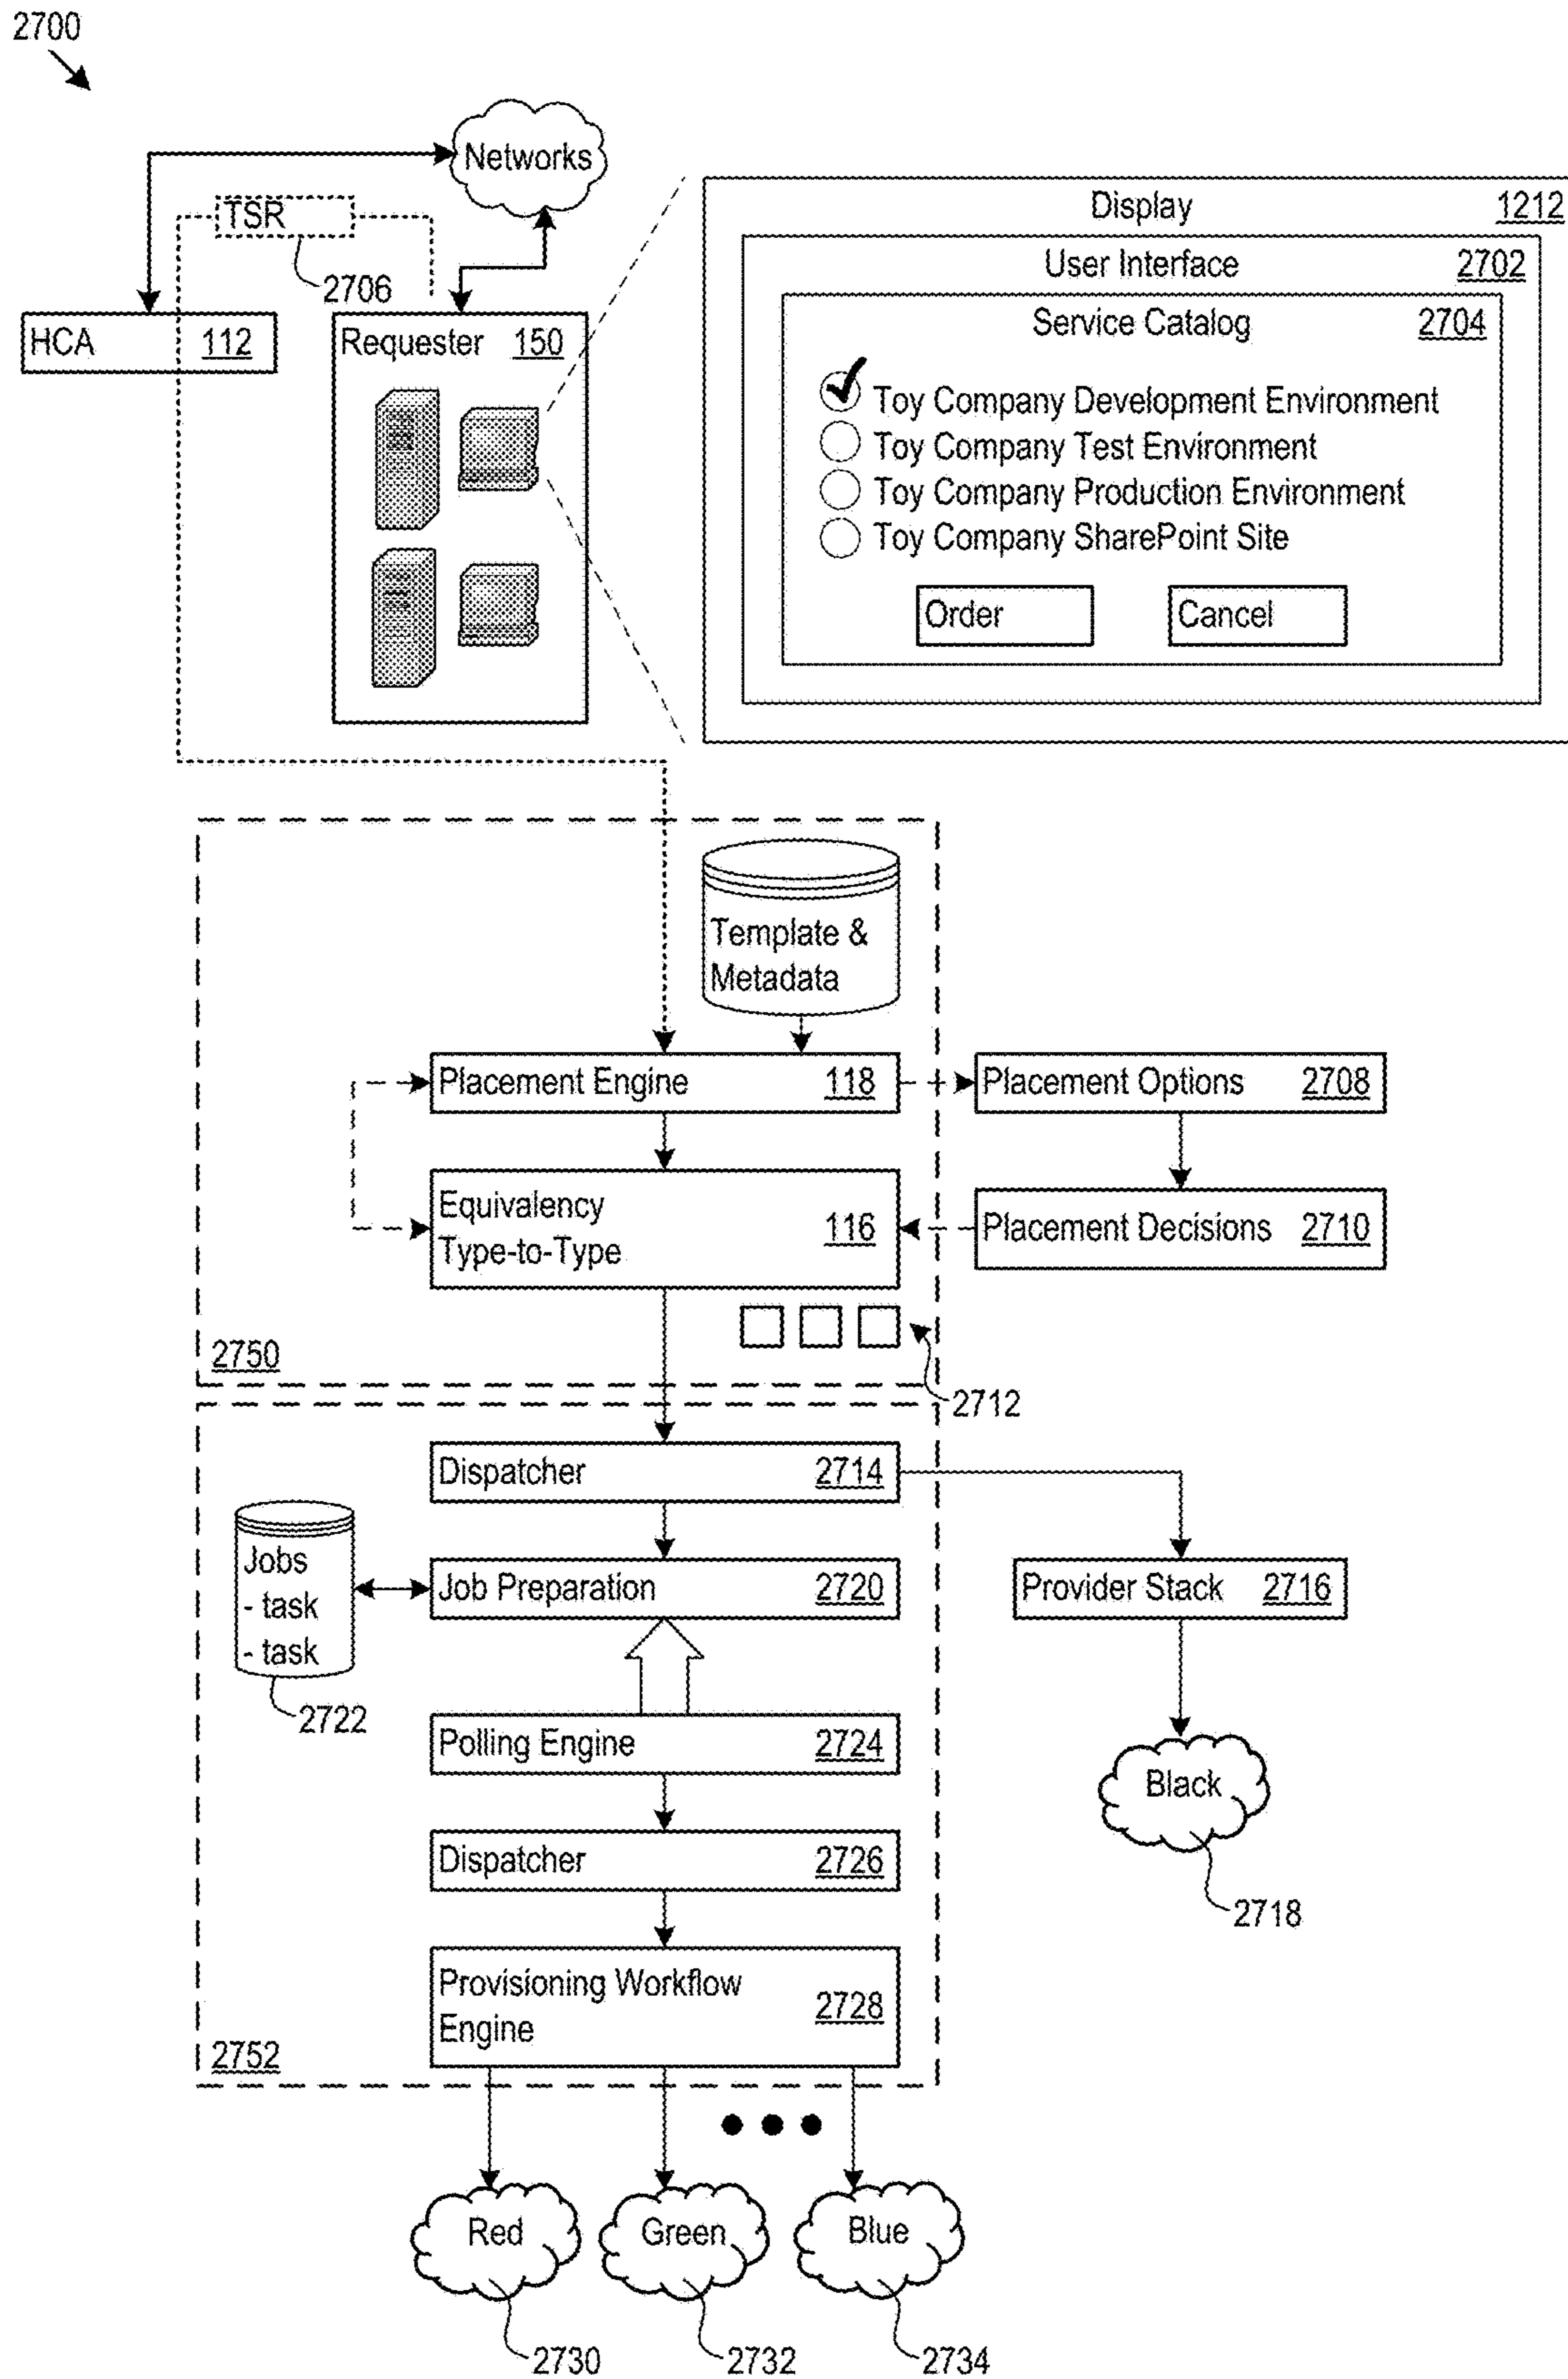 2700
Networks
TSR
2706
HCA 112
Requester 150
Display 1212
User Interface 2702
Service Catalog 2704
Toy Company Development Environment
Toy Company Test Environment
Toy Company Production Environment
Toy Company SharePoint Site
Order
Cancel
Template &
Metadata
Placement Engine 118
Placement Options 2708
Equivalency
Type-to-Type
116
Placement Decisions 2710
2750
2712
Dispatcher 2714
Jobs
- task
- task
2722
Job Preparation 2720
Provider Stack 2716
Polling Engine 2724
Black
2718
Dispatcher 2726
Provisioning Workflow
Engine
2728
2752
Red
Green
Blue
2730
2732
2734